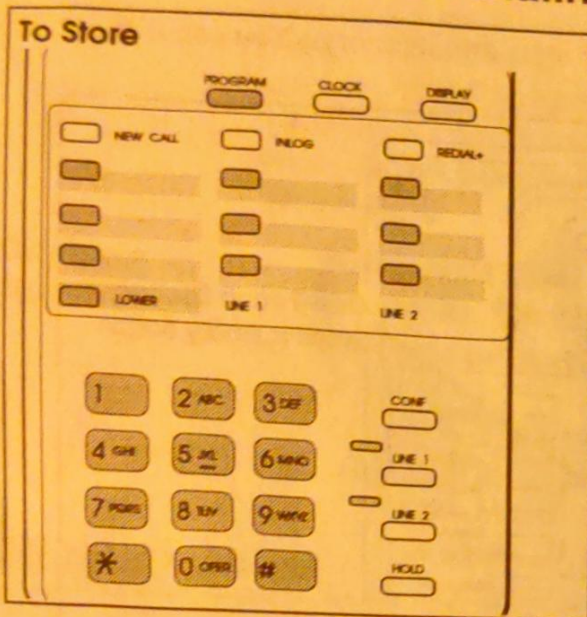 To Store
PROGRAM CLOCK DISPLAY
NEW CALL INLOG REDIAL+
LOWER LINE 1 LINE 2
1 2 ABC 3 DEF CONF
4 GHI 5 JKL 6 MNO LINE 1
7 PQRS 8 TUV 9 WXYZ LINE 2
* 0 OPER # HOLD